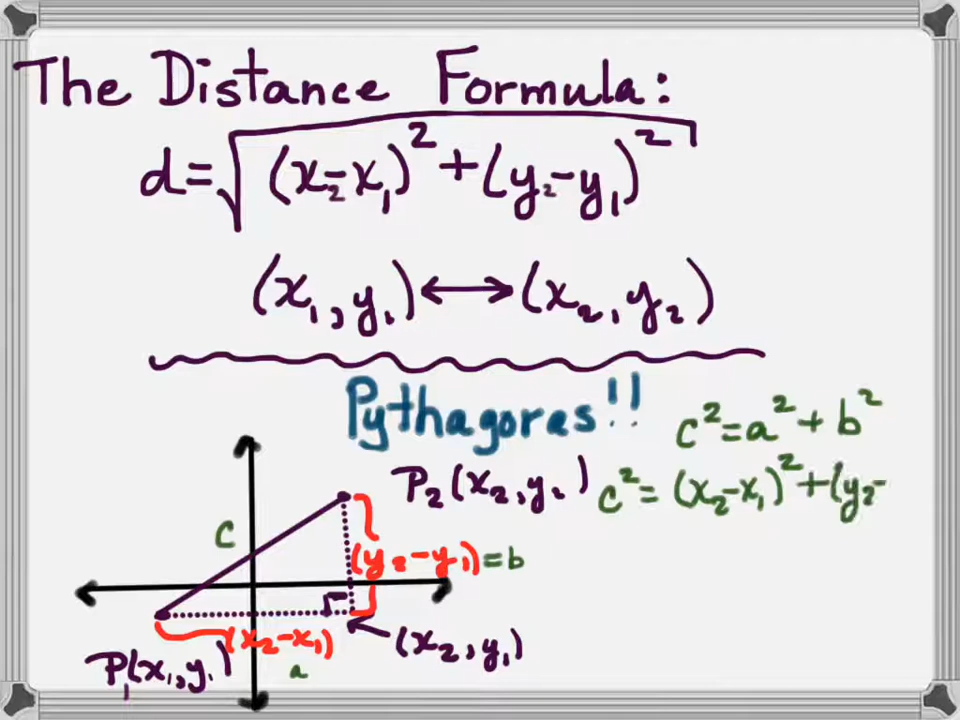 The Distance Formula:
d=√(x₂-x₁)²+(y₂-y₁)²
(x₁,y₁)↔(x₂,y₂)
Pythagores!!
c²=a²+b²
P₂(x₂,y₂)
c²=(x₂-x₁)²+(y₂-
c
(y₂-y₁)=b
(x₂-x₁)
(x₂,y₁)
P₁(x₁,y₁)
a